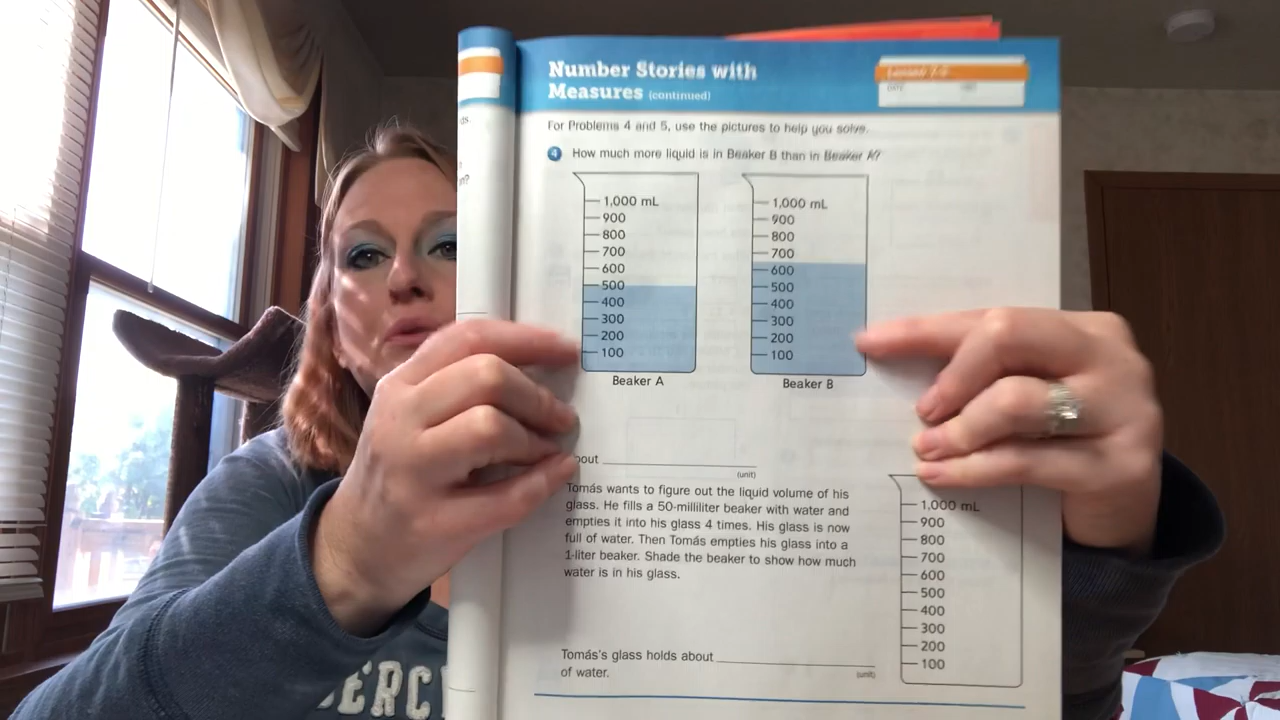 Number Stories with
Measures (continued)
DATE
For Problems 4 and 5, use the pictures to help you solve.
4 How much more liquid is in Beaker B than in Beaker A?
1,000 mL
900
800
700
600
500
400
300
200
100
Beaker A
1,000 mL
900
800
700
600
500
400
300
200
100
Beaker B
out
(unit)
Tomás wants to figure out the liquid volume of his
glass. He fills a 50-milliliter beaker with water and
empties it into his glass 4 times. His glass is now
full of water. Then Tomás empties his glass into a
1-liter beaker. Shade the beaker to show how much
water is in his glass.
1,000 mL
900
800
700
600
500
400
300
200
100
Tomás's glass holds about
(unit)
of water.
ERCY